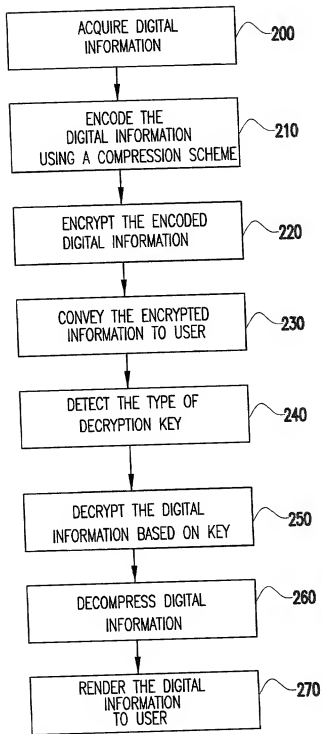 ACQUIRE DIGITAL
INFORMATION
200
ENCODE THE
DIGITAL INFORMATION
USING A COMPRESSION SCHEME
210
ENCRYPT THE ENCODED
DIGITAL INFORMATION
220
CONVEY THE ENCRYPTED
INFORMATION TO USER
230
DETECT THE TYPE OF
DECRYPTION KEY
240
DECRYPT THE DIGITAL
INFORMATION BASED ON KEY
250
DECOMPRESS DIGITAL
INFORMATION
260
RENDER THE DIGITAL
INFORMATION
TO USER
270